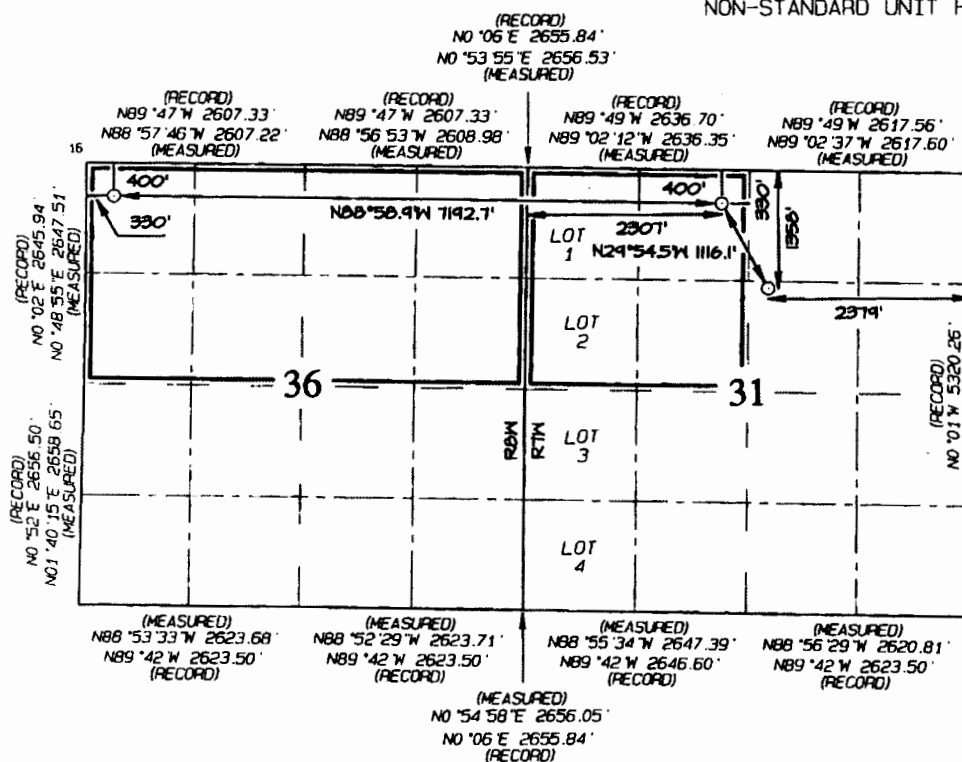 NON-STANDARD UNIT
(RECORD)
N0 °06 'E 2655.84 '
N0 °53 '55 "E 2656.53 '
(MEASURED)
(RECORD)
N89 °47 'W 2607.33 '
N88 °57 '46 "W 2607.22 '
(MEASURED)
(RECORD)
N89 °47 'W 2607.33 '
N88 °56 '53 "W 2608.98 '
(MEASURED)
(RECORD)
N89 °49 'W 2636.70 '
N89 °02 '12 "W 2636.35 '
(MEASURED)
(RECORD)
N89 °49 'W 2617.56 '
N89 °02 '37 "W 2617.60 '
(MEASURED)
16
400'
N88°58.9'W 7192.7'
400'
330'
330'
1358'
2307'
LOT
1
N29°54.5'W 1116.1'
2379'
(RECORD)
N0 °02 'E 2645.94 '
N0 °48 '55 "E 2647.51 '
(MEASURED)
LOT
2
36
31
(RECORD)
N0 °01 'W 5320.26 '
R8W
R7W
LOT
3
(RECORD)
N0 °52 'E 2656.50 '
N01 °40 '15 "E 2658.65 '
(MEASURED)
LOT
4
(MEASURED)
N88 °53 '33 "W 2623.68 '
N89 °42 'W 2623.50 '
(RECORD)
(MEASURED)
N88 °52 '29 "W 2623.71 '
N89 °42 'W 2623.50 '
(RECORD)
(MEASURED)
N88 °55 '34 "W 2647.39 '
N89 °42 'W 2646.60 '
(RECORD)
(MEASURED)
N88 °56 '29 "W 2620.81 '
N89 °42 'W 2623.50 '
(RECORD)
(MEASURED)
N0 °54 '58 "E 2656.05 '
N0 °06 'E 2655.84 '
(RECORD)